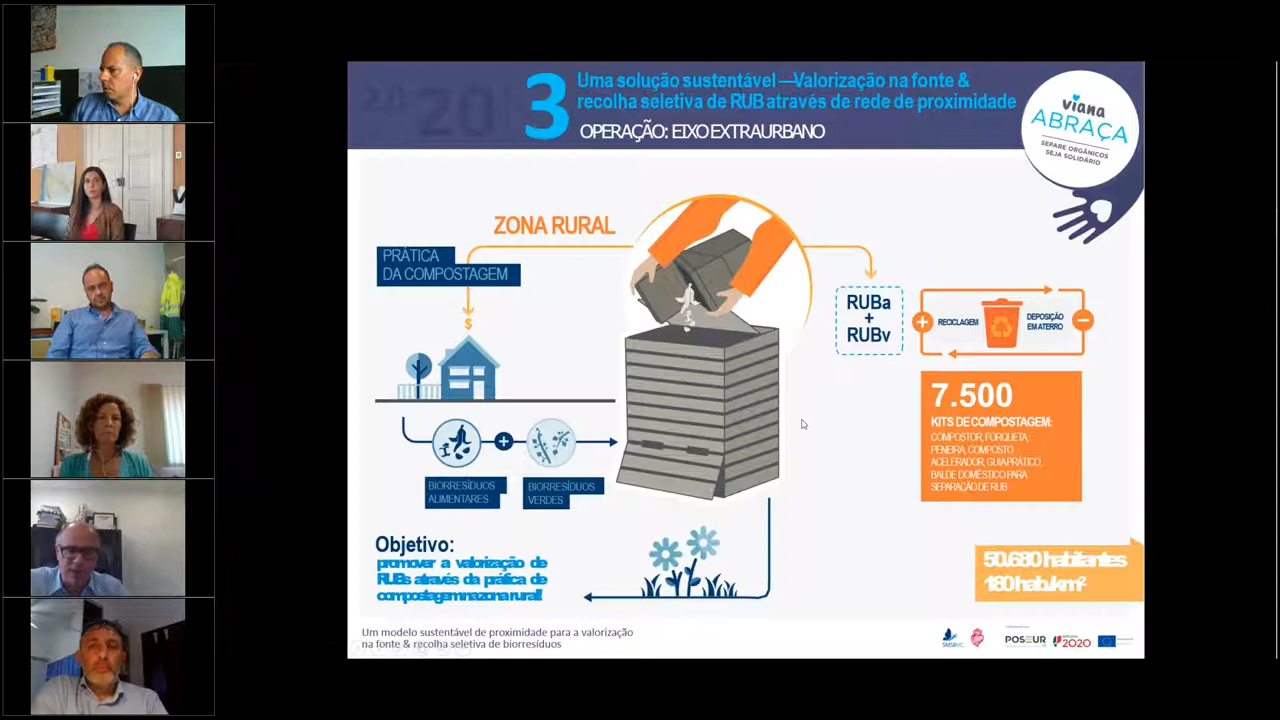 3
Uma solução sustentável —Valorização na fonte &
recolha seletiva de RUB através de rede de proximidade
OPERAÇÃO: EIXO EXTRAURBANO
viana
ABRAÇA
SEPARE ORGÂNICOS
SEJA SOLIDÁRIO
ZONA RURAL
PRÁTICA
DA COMPOSTAGEM
$
RUBa
+
RUBv
RECICLAGEM
DEPOSIÇÃO
EM ATERRO
7.500
KITS DE COMPOSTAGEM:
COMPOSTOR, FORQUETA,
PENEIRA, COMPOSTO
ACELERADOR, GUIA PRÁTICO,
BALDE DOMÉSTICO PARA
SEPARAÇÃO DE RUB
BIORRESÍDUOS
ALIMENTARES
BIORRESÍDUOS
VERDES
Objetivo:
promover a valorização de
RUBs através da prática de
compostagem na zona rural!
50.680 habitantes
180 hab./km²
Um modelo sustentável de proximidade para a valorização
na fonte & recolha seletiva de biorresíduos
SMSBVC
POSEUR
2020